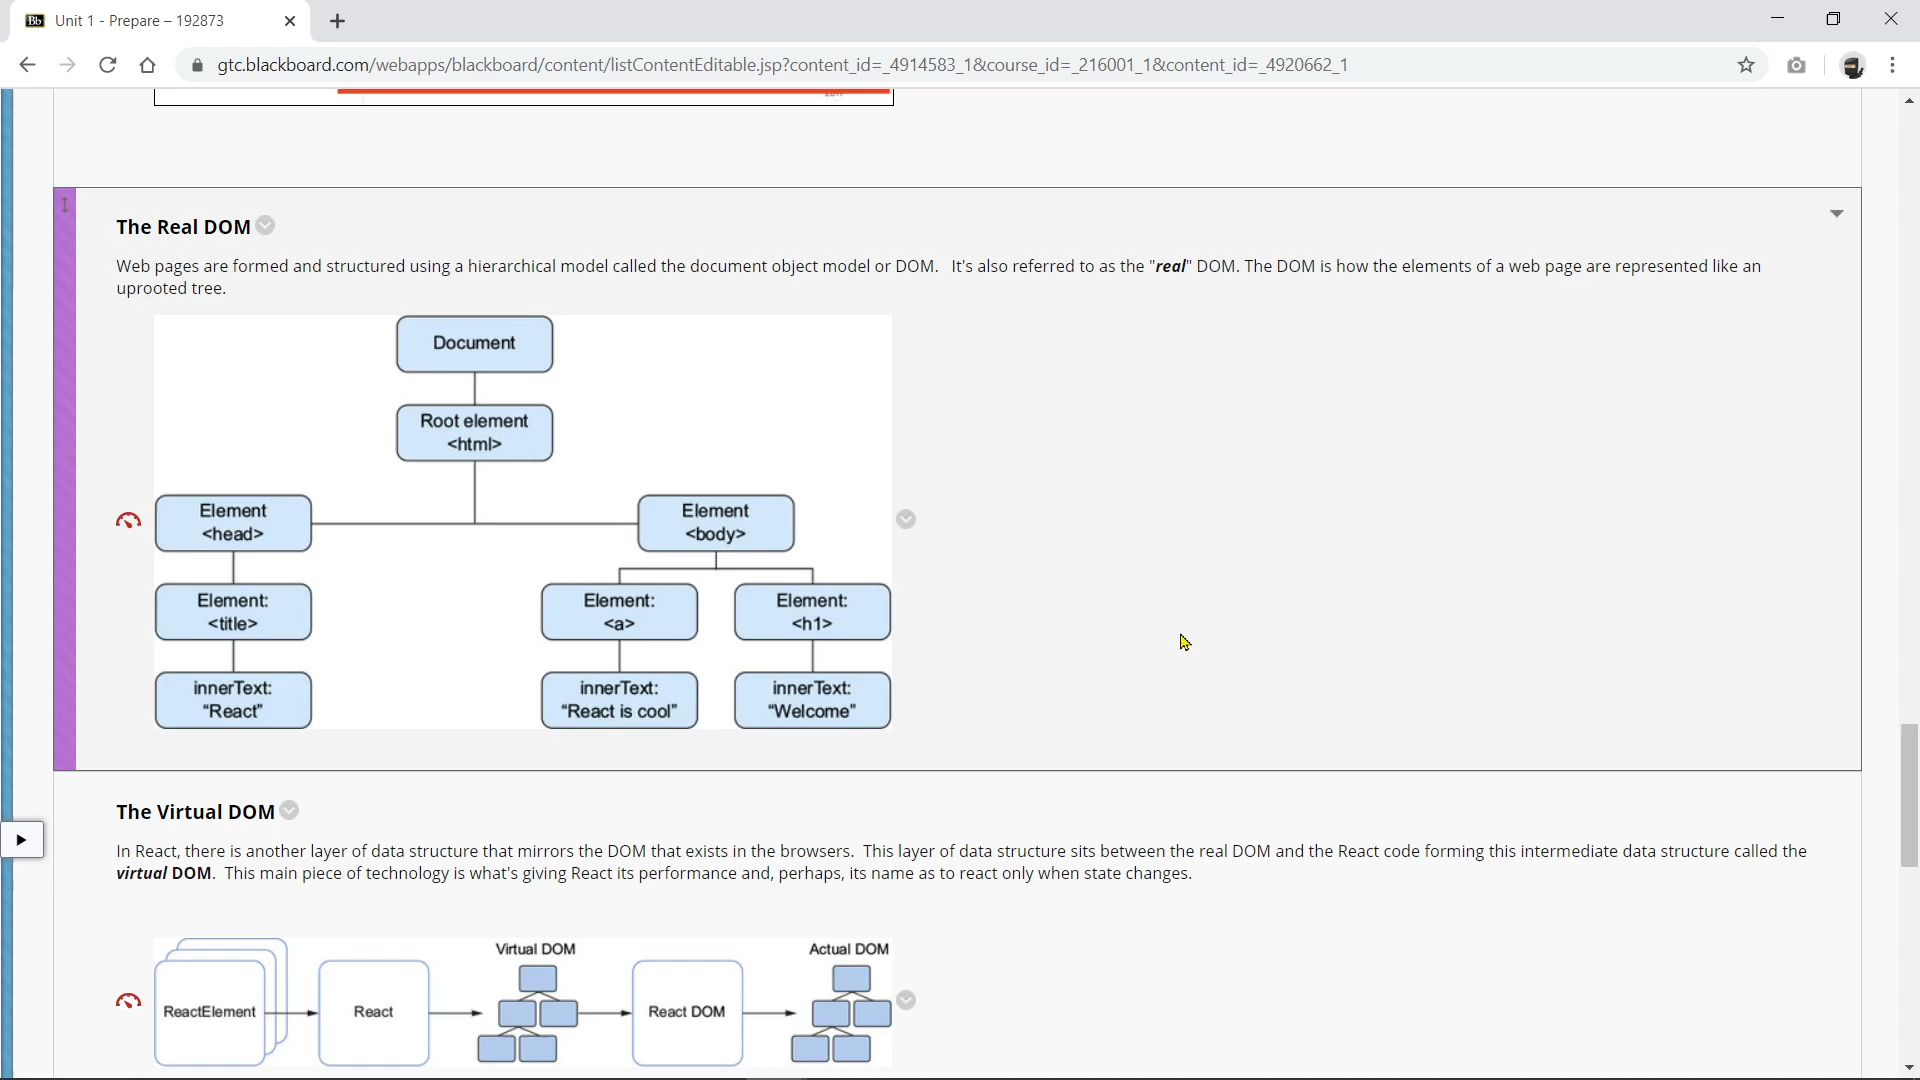 Unit 1 - Prepare – 192873
gtc.blackboard.com/webapps/blackboard/content/listContentEditable.jsp?content_id=_4914583_1&course_id=_216001_1&content_id=_4920662_1
The Real DOM
Web pages are formed and structured using a hierarchical model called the document object model or DOM.   It's also referred to as the "real" DOM. The DOM is how the elements of a web page are represented like an
uprooted tree.
Document
Root element
<html>
Element
<head>
Element
<body>
Element:
<title>
Element:
<a>
Element:
<h1>
innerText:
“React”
innerText:
“React is cool”
innerText:
“Welcome”
The Virtual DOM
In React, there is another layer of data structure that mirrors the DOM that exists in the browsers.  This layer of data structure sits between the real DOM and the React code forming this intermediate data structure called the
virtual DOM.  This main piece of technology is what's giving React its performance and, perhaps, its name as to react only when state changes.
Virtual DOM
Actual DOM
ReactElement
React
React DOM